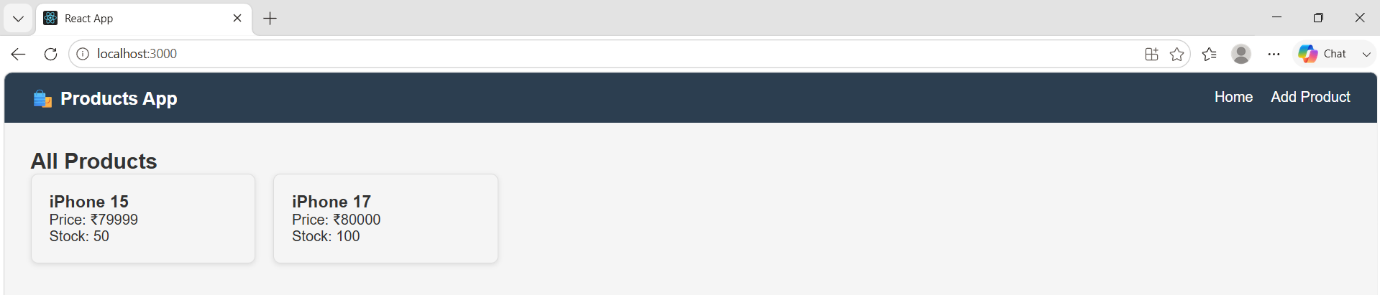 React App
localhost:3000
Chat
Products App
Home
Add Product
All Products
iPhone 15
Price: ₹79999
Stock: 50
iPhone 17
Price: ₹80000
Stock: 100